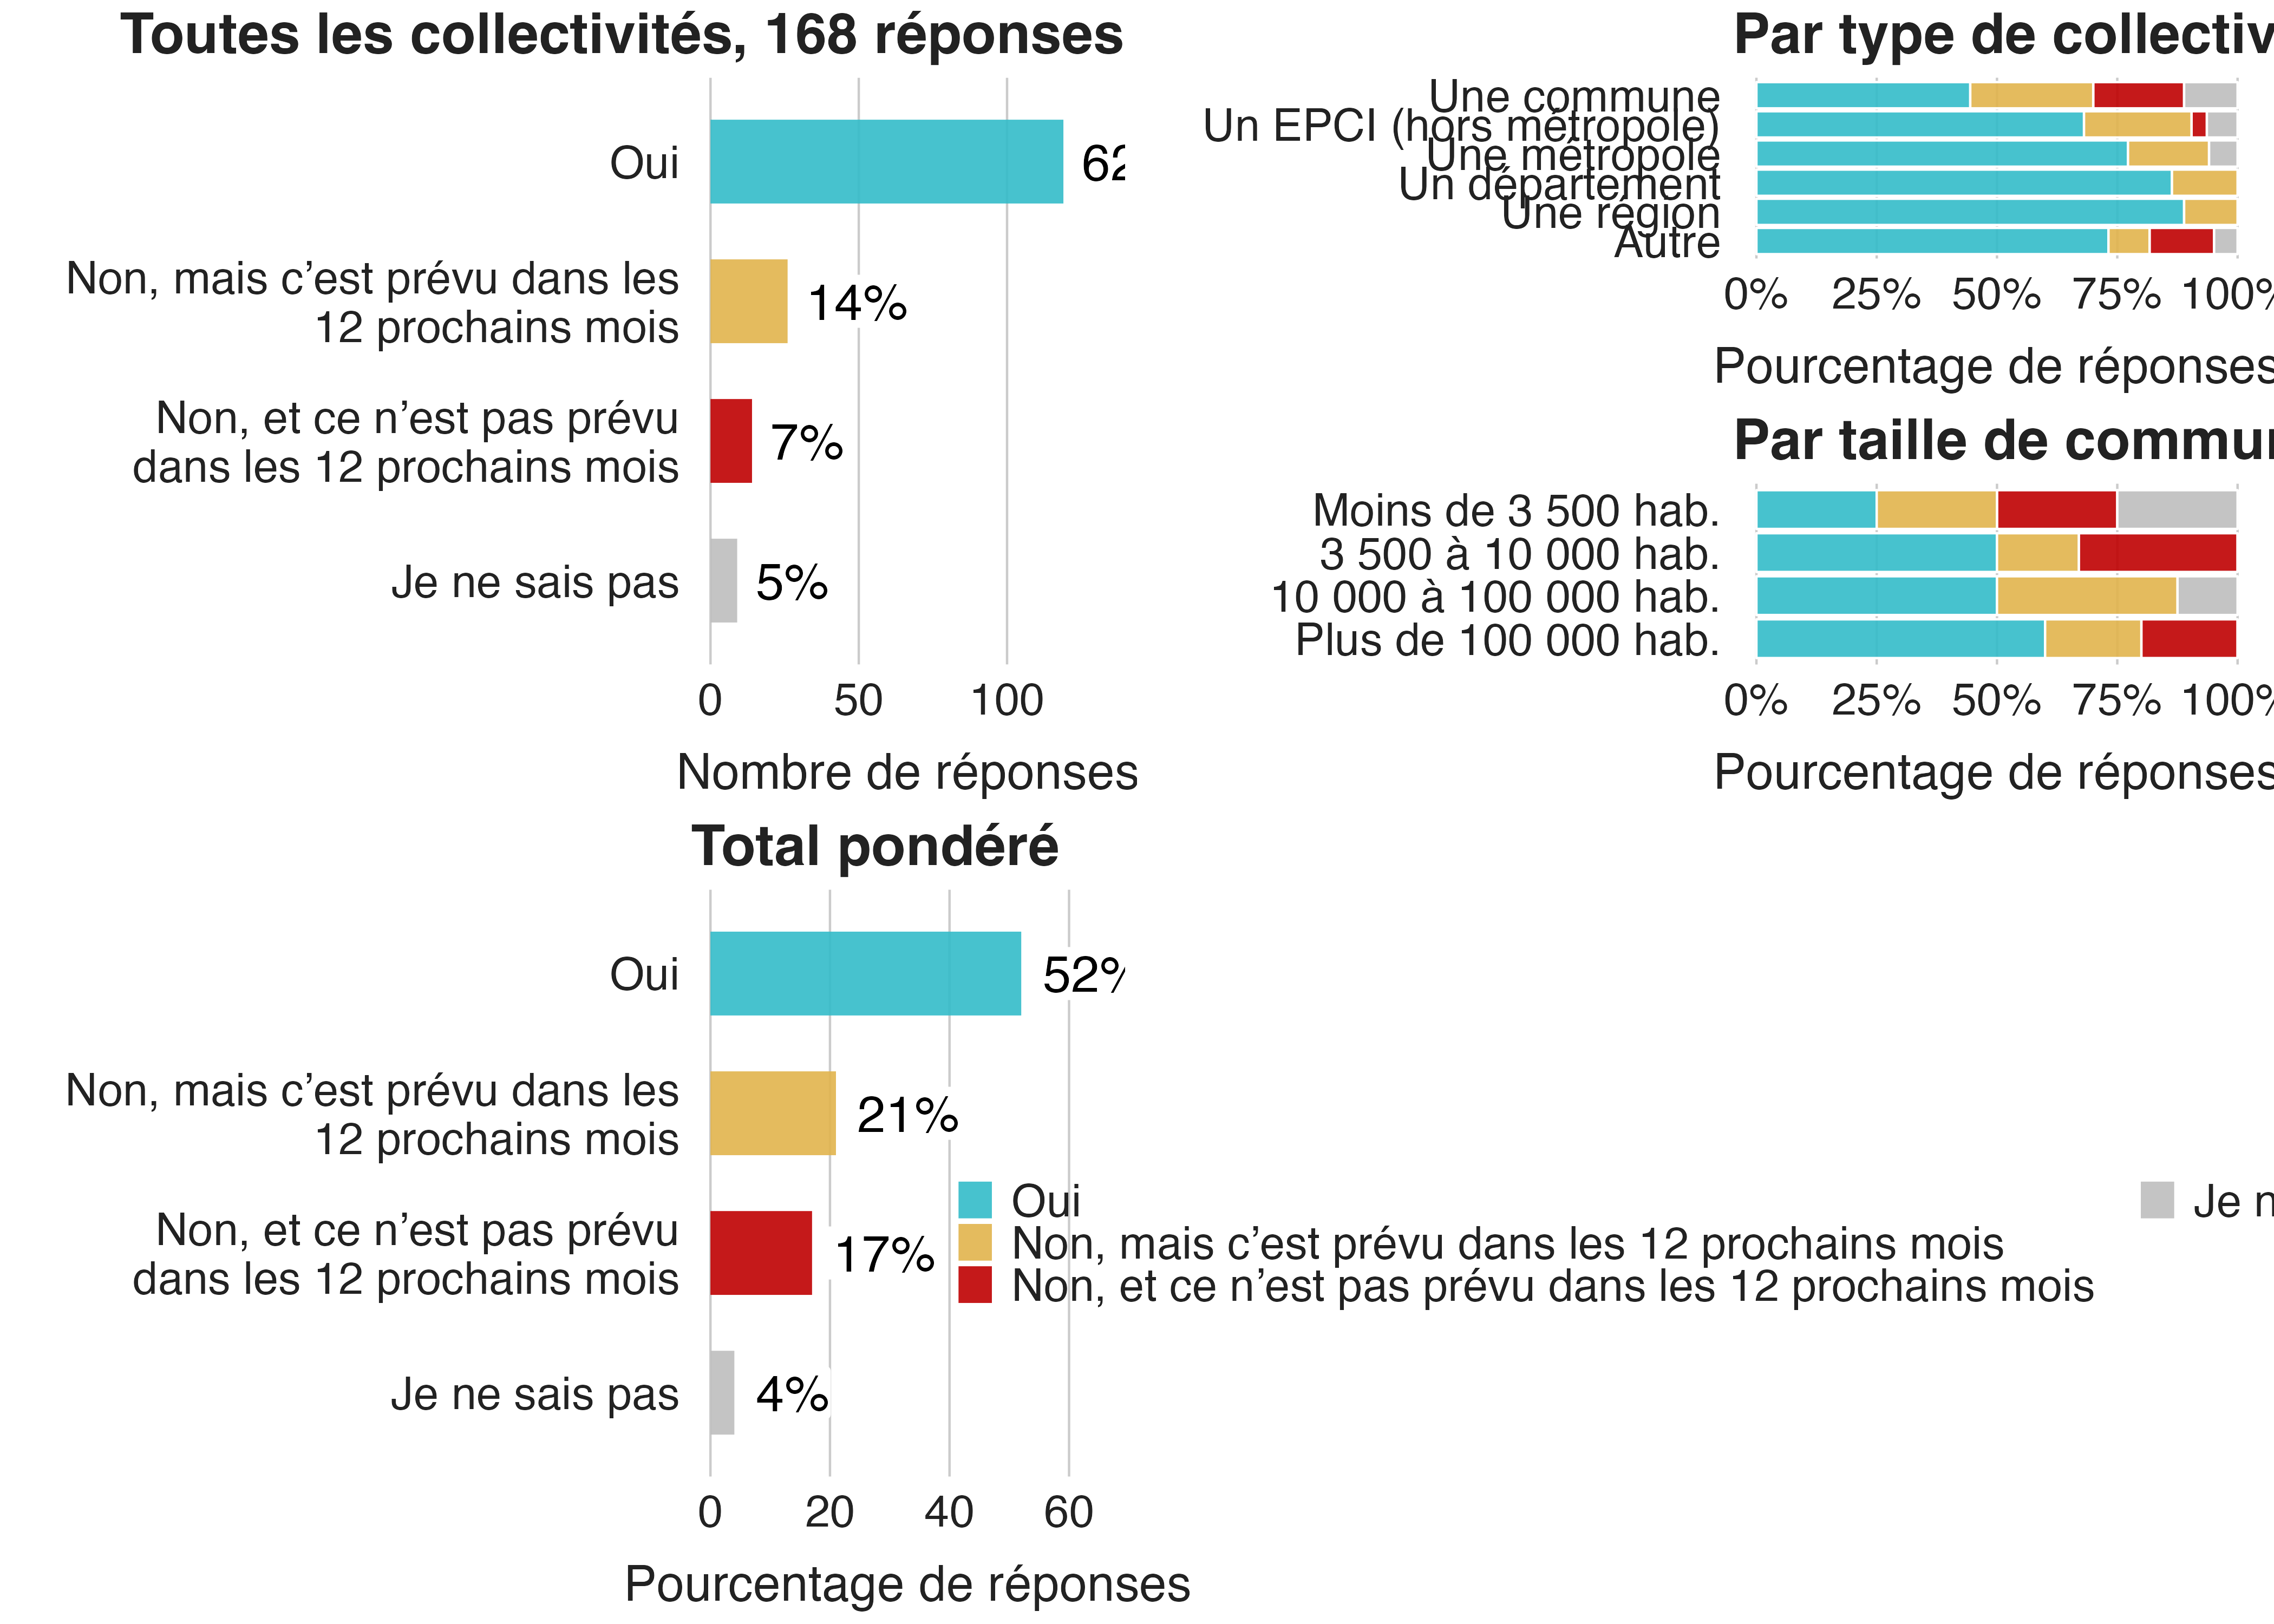 Toutes les collectivités, 168 réponses
Oui
62
Non, mais c’est prévu dans les
12 prochains mois
14%
Non, et ce n’est pas prévu
dans les 12 prochains mois
7%
Je ne sais pas
5%
0 50 100
Nombre de réponses
Par type de collectiv
Une commune
Un EPCI (hors métropole)
Une métropole
Un département
Une région
Autre
0% 25% 50% 75% 100%
Pourcentage de réponses
Par taille de commun
Moins de 3 500 hab.
3 500 à 10 000 hab.
10 000 à 100 000 hab.
Plus de 100 000 hab.
0% 25% 50% 75% 100%
Pourcentage de réponses
Total pondéré
Oui
52%
Non, mais c’est prévu dans les
12 prochains mois
21%
Non, et ce n’est pas prévu
dans les 12 prochains mois
17%
Je ne sais pas
4%
0 20 40 60
Pourcentage de réponses
Oui
Non, mais c’est prévu dans les 12 prochains mois
Non, et ce n’est pas prévu dans les 12 prochains mois
Je n